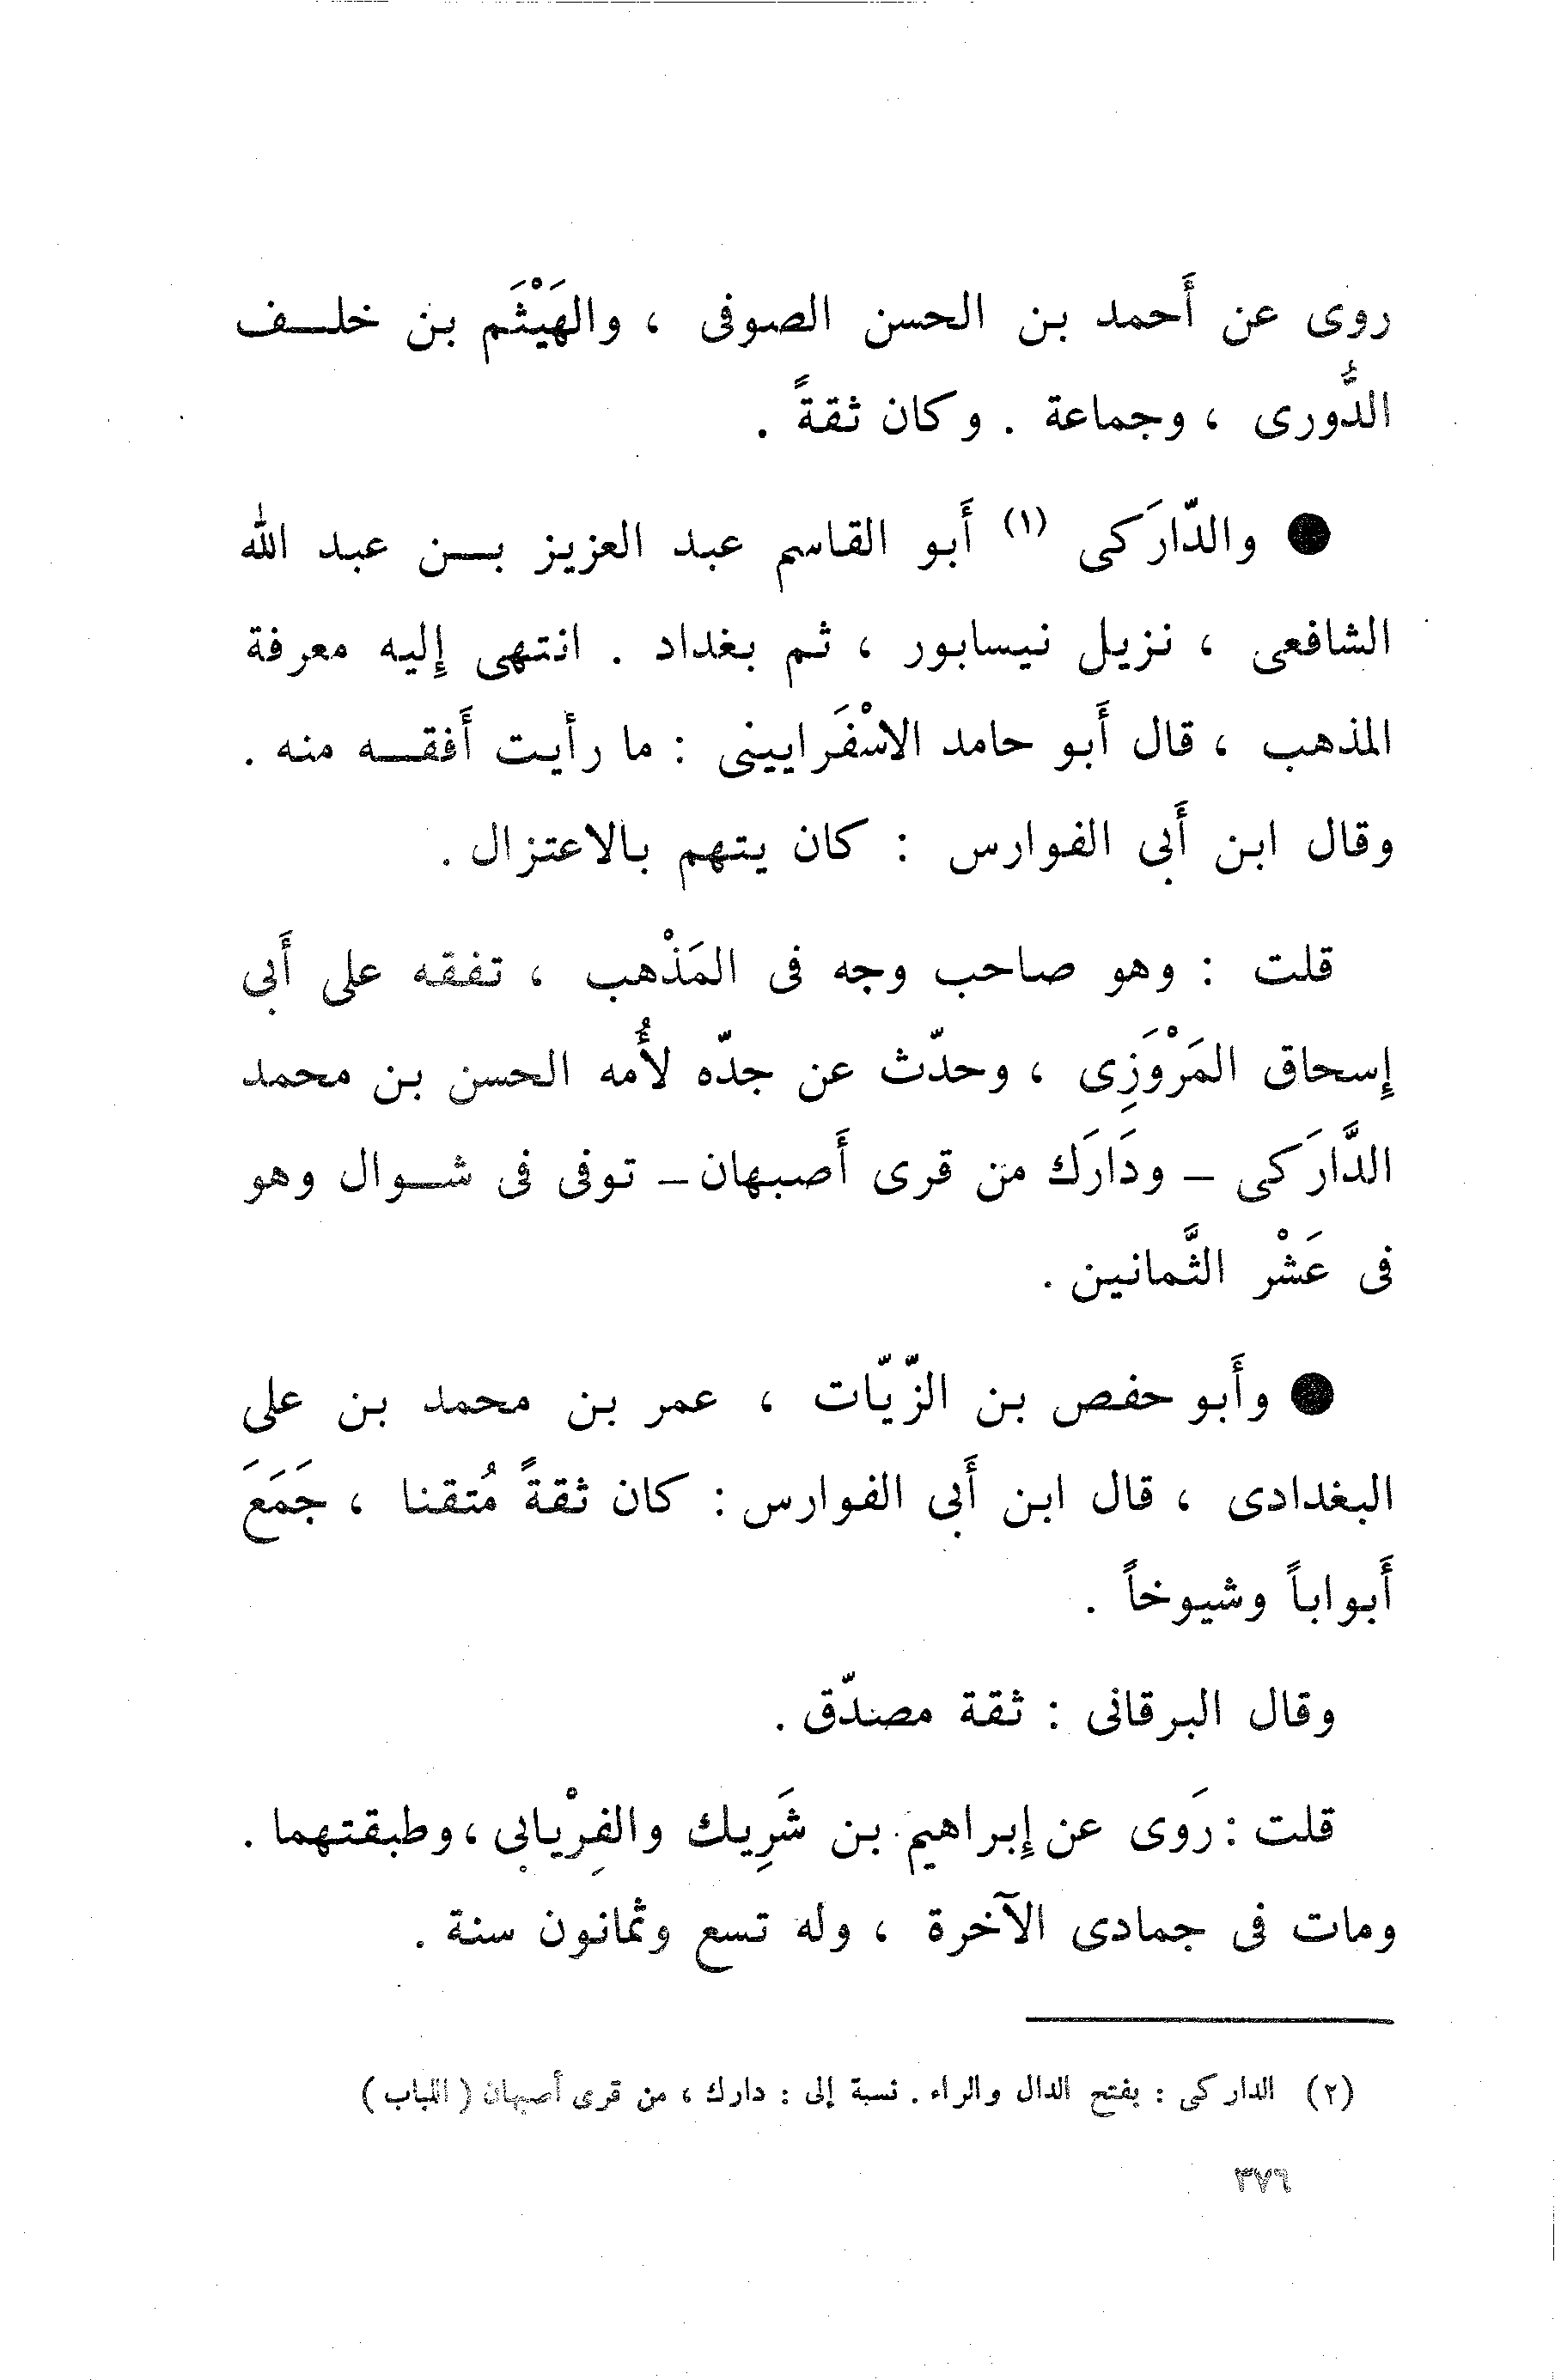 روى عن أَحمد بن الحسن الصوفى ، والهَيْثَم بن خلـــف
الدُّورى ، وجماعة . وكان ثقةً .
● والدّارَكى (١) أَبو القاسم عبد العزيز بـــن عبد الله
الشافعى ، نزيل نيسابور ، ثم بغداد . انتهى إليه معرفة
المذهب ، قال أَبو حامد الاسْفَرايينى : ما رأيت أَفقـــه منه .
وقال ابن أَبى الفوارس : كان يتهم بالاعتزال .
قلت : وهو صاحب وجه فى المَذْهب ، تفقه على أَبى
إسحاق المَرْوَزِى ، وحدّث عن جدّه لأُمه الحسن بن محمد
الدَّارَكى – ودَارَك من قرى أَصبهان – توفى فى شــوال وهو
فى عَشْر الثَّمانين .
● وأَبو حفص بن الزّيّات ، عمر بن محمد بن على
البغدادى ، قال ابن أَبى الفوارس : كان ثقةً مُتقنا ، جَمَعَ
أَبواباً وشيوخاً .
وقال البرقانى : ثقة مصدّق .
قلت : رَوى عن إبراهيم بن شَرِيك والفِرْيابى ، وطبقتهما .
ومات فى جمادى الآخرة ، وله تسع وثمانون سنة .
(٢) الداركى : بفتح الدال والراء . نسبة إلى : دارك ، من قرى أصبهان ( اللباب )
٣٧٦